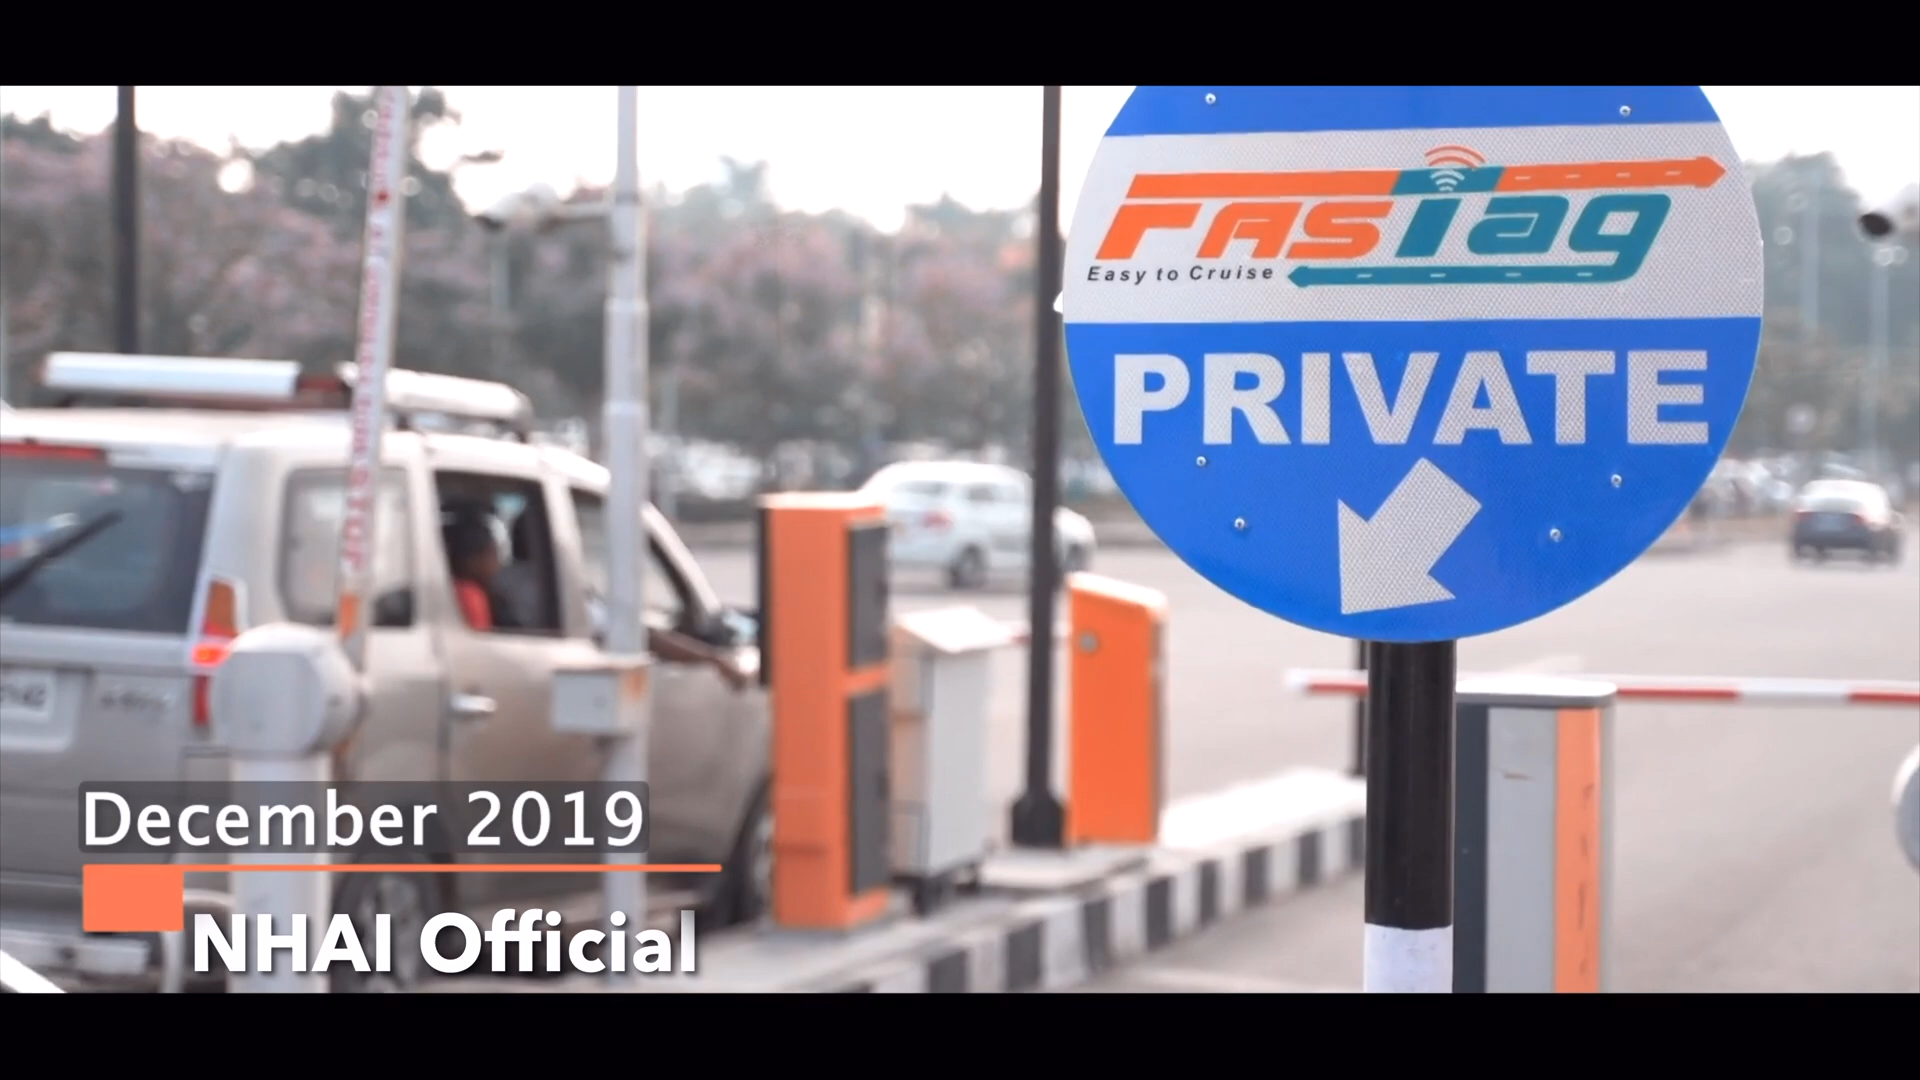 FASTag
Easy to Cruise
PRIVATE
December 2019
NHAI Official